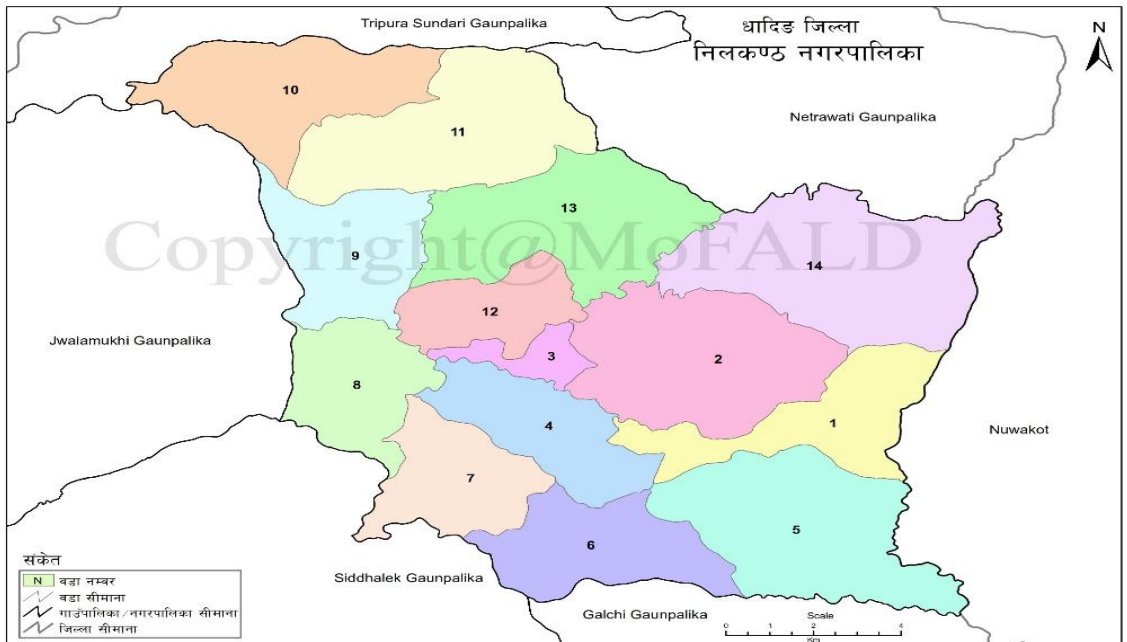 Tripura Sundari Gaunpalika
धादिङ जिल्ला
निलकण्ठ नगरपालिका
N
10
Netrawati Gaunpalika
11
13
Copyright@MoFALD
9
14
12
Jwalamukhi Gaunpalika
3
2
8
1
4
Nuwakot
7
5
6
संकेत
N वडा नम्बर
वडा सीमाना
गाउँपालिका/नगरपालिका सीमाना
जिल्ला सीमाना
Siddhalek Gaunpalika
Galchi Gaunpalika
Scale
0 1 2 4
Km